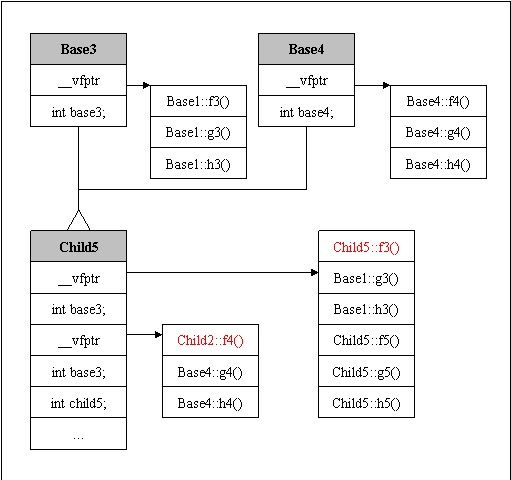 Base3
__vfptr
int base3;
Base1::f3()
Base1::g3()
Base1::h3()
Base4
__vfptr
int base4;
Base4::f4()
Base4::g4()
Base4::h4()
Child5
__vfptr
int base3;
__vfptr
int base3;
int child5;
...
Child2::f4()
Base4::g4()
Base4::h4()
Child5::f3()
Base1::g3()
Base1::h3()
Child5::f5()
Child5::g5()
Child5::h5()